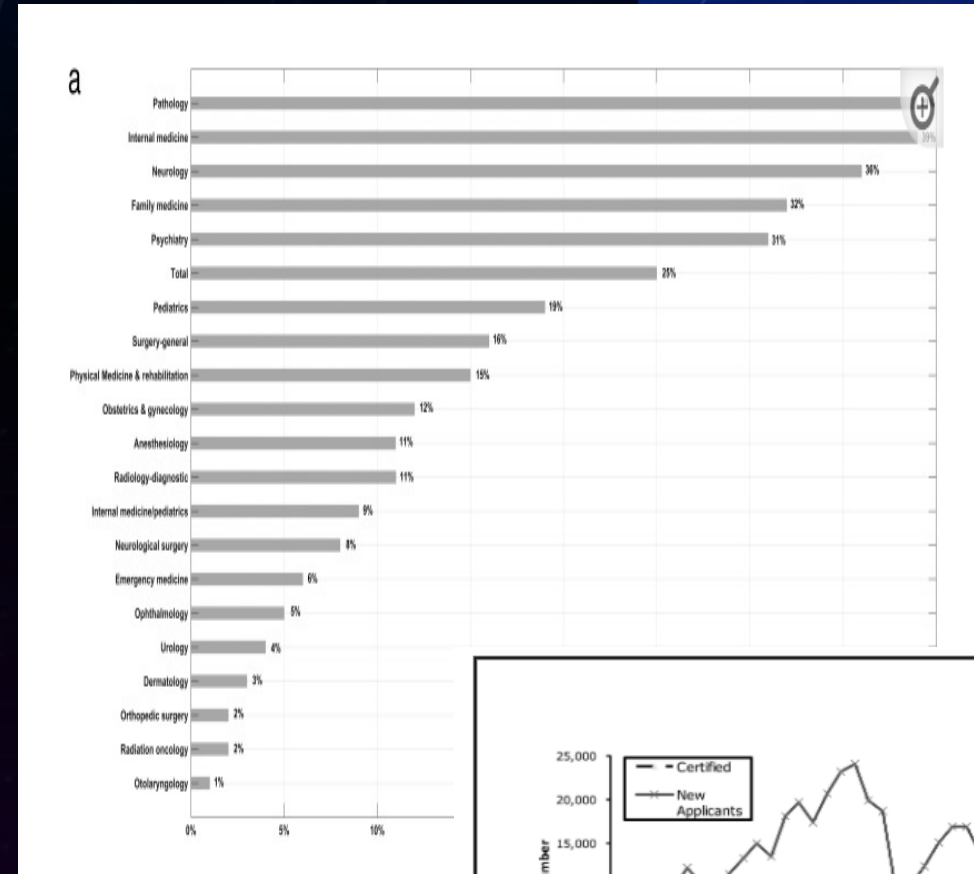 a
Pathology
Internal medicine 39%
Neurology 36%
Family medicine 32%
Psychiatry 31%
Total 25%
Pediatrics 19%
Surgery-general 16%
Physical Medicine & rehabilitation 15%
Obstetrics & gynecology 12%
Anesthesiology 11%
Radiology-diagnostic 11%
Internal medicine/pediatrics 9%
Neurological surgery 8%
Emergency medicine 6%
Ophthalmology 5%
Urology 4%
Dermatology 3%
Orthopedic surgery 2%
Radiation oncology 2%
Otolaryngology 1%
0% 5% 10%
25,000
20,000
15,000
Certified
New
Applicants